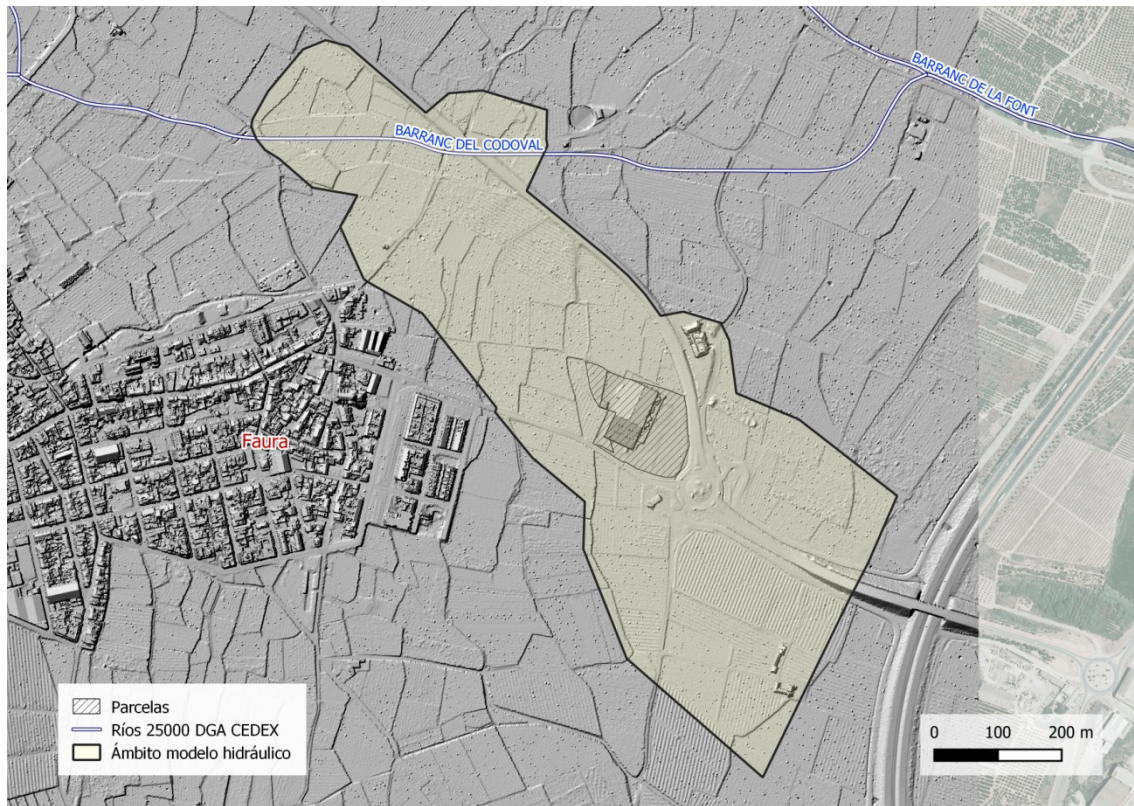 BARRANC DE LA FONT
BARRANC DEL CODOVAL
Faura
Parcelas
Ríos 25000 DGA CEDEX
Ámbito modelo hidráulico
0 100 200 m